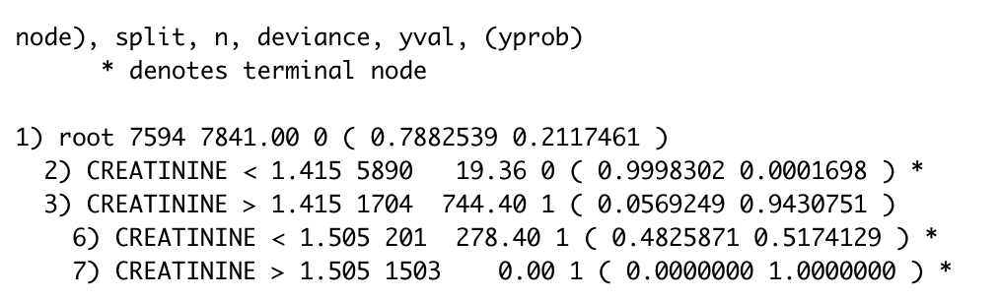 node), split, n, deviance, yval, (yprob)
      * denotes terminal node

1) root 7594 7841.00 0 ( 0.7882539 0.2117461 )
  2) CREATININE < 1.415 5890   19.36 0 ( 0.9998302 0.0001698 ) *
  3) CREATININE > 1.415 1704  744.40 1 ( 0.0569249 0.9430751 )
    6) CREATININE < 1.505 201  278.40 1 ( 0.4825871 0.5174129 ) *
    7) CREATININE > 1.505 1503    0.00 1 ( 0.0000000 1.0000000 ) *